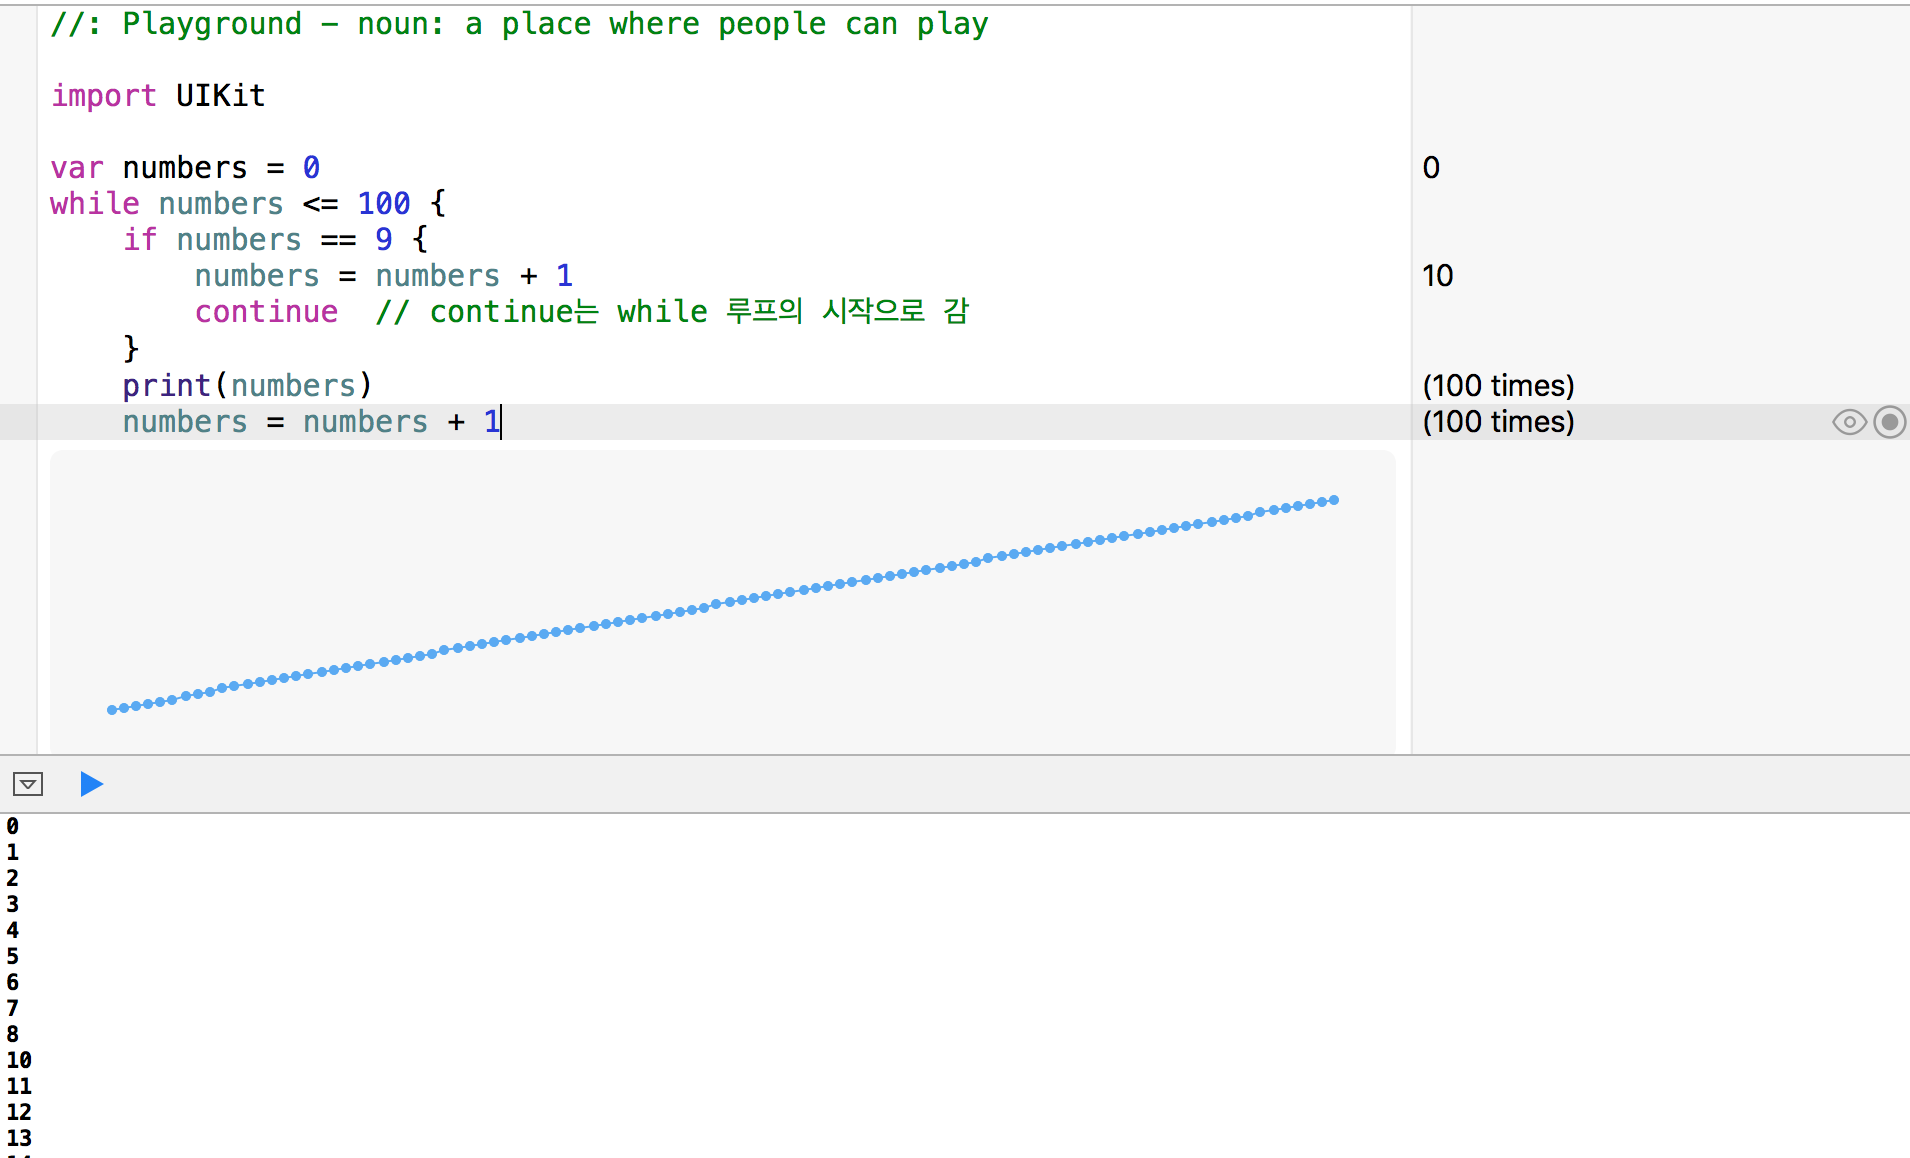 //: Playground - noun: a place where people can play
import UIKit
var numbers = 0
0
while numbers <= 100 {
if numbers == 9 {
numbers = numbers + 1
10
continue  // continue는 while 루프의 시작으로 감
}
print(numbers)
(100 times)
numbers = numbers + 1
(100 times)
0
1
2
3
4
5
6
7
8
10
11
12
13